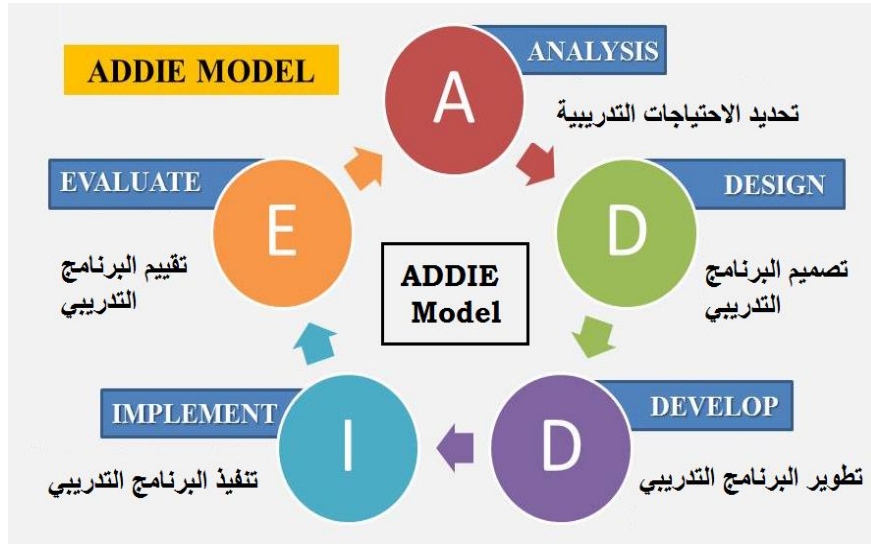 ADDIE MODEL
A
ANALYSIS
تحديد الاحتياجات التدريبية
D
DESIGN
تصميم البرنامج
التدريبي
D
DEVELOP
تطوير البرنامج التدريبي
I
IMPLEMENT
تنفيذ البرنامج التدريبي
E
EVALUATE
تقييم البرنامج
التدريبي
ADDIE
Model